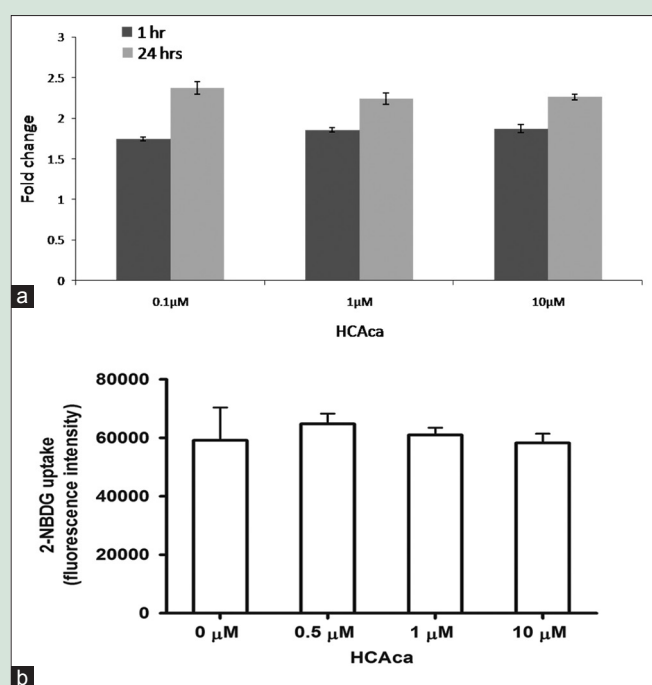 3
2.5
2
1.5
1
0.5
0
Fold change
1 hr
24 hrs
0.1µM 1µM 10µM
HCAca
a
80000
60000
40000
20000
0
2-NBDG uptake
(fluorescence intensity)
0 µM 0.5 µM 1 µM 10 µM
HCAca
b